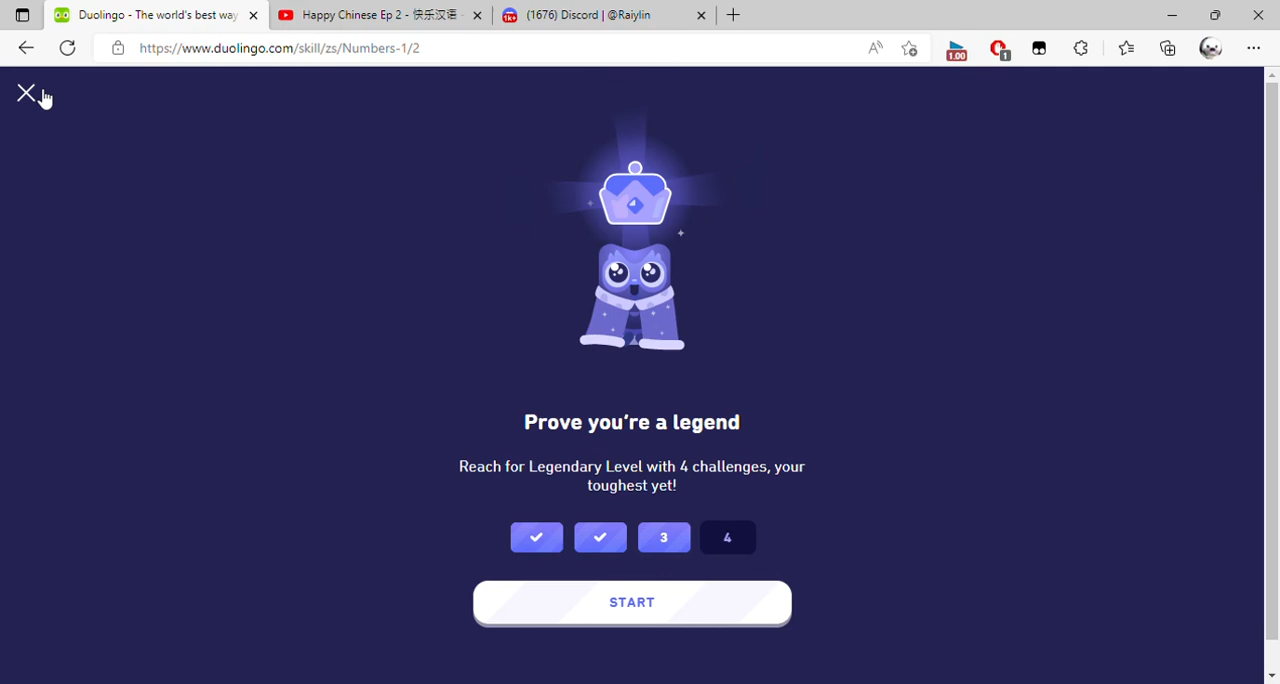 Duolingo - The world's best way
Happy Chinese Ep 2 - 快乐汉语
1K+
(1676) Discord | @Raiylin
https://www.duolingo.com/skill/zs/Numbers-1/2
1.00
1
Prove you're a legend
Reach for Legendary Level with 4 challenges, your
toughest yet!
3
4
START